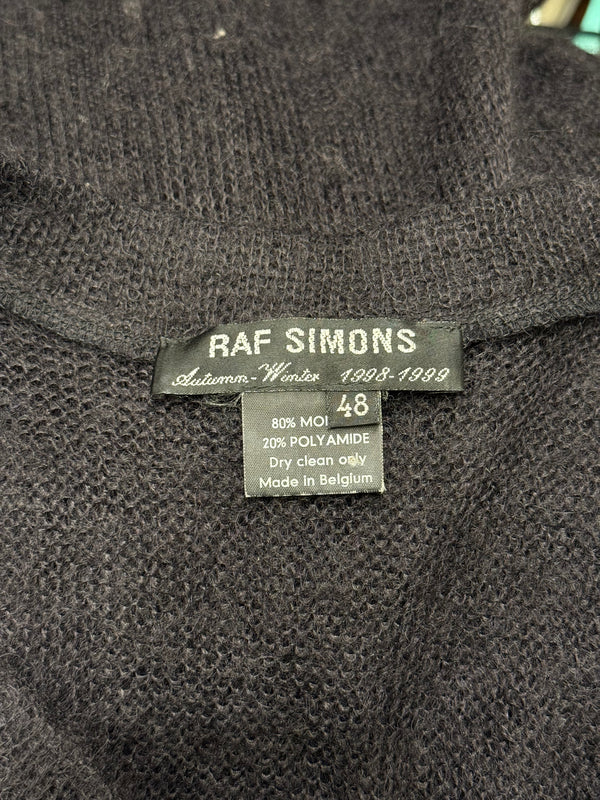 RAF SIMONS
Autumn-Winter 1998-1999
48
80% MO
20% POLYAMIDE
Dry clean only
Made in Belgium